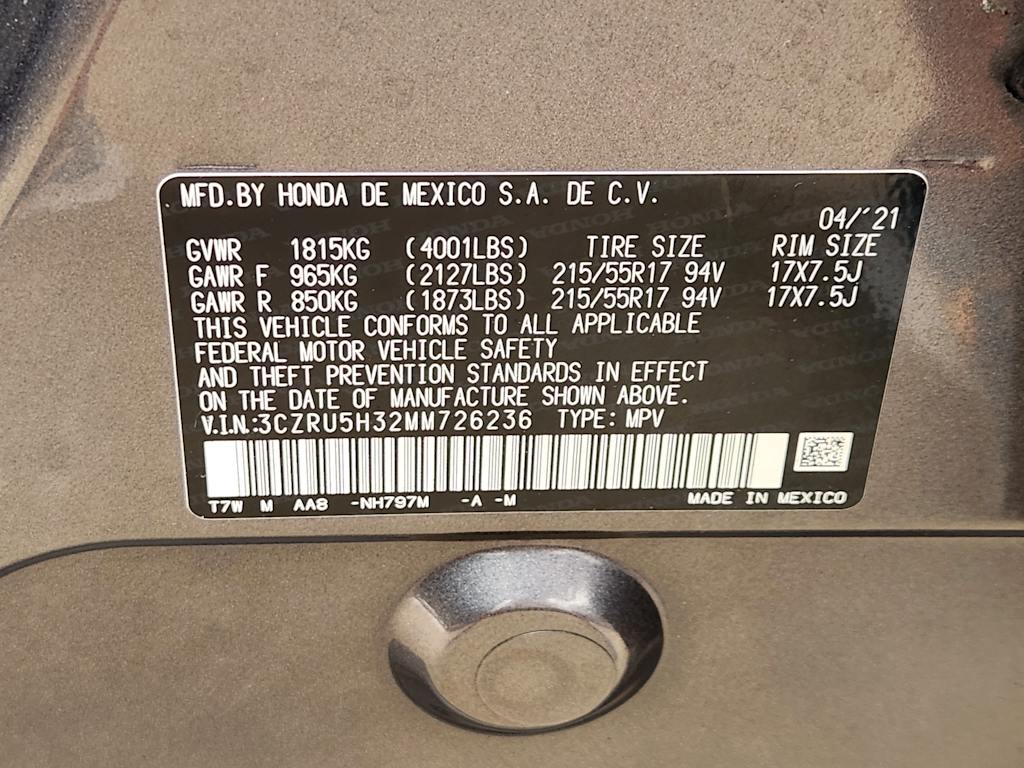 MFD.BY HONDA DE MEXICO S.A. DE C.V.
04/'21
GVWR 1815KG (4001LBS) TIRE SIZE RIM SIZE
GAWR F 965KG (2127LBS) 215/55R17 94V 17X7.5J
GAWR R 850KG (1873LBS) 215/55R17 94V 17X7.5J
THIS VEHICLE CONFORMS TO ALL APPLICABLE
FEDERAL MOTOR VEHICLE SAFETY
AND THEFT PREVENTION STANDARDS IN EFFECT
ON THE DATE OF MANUFACTURE SHOWN ABOVE.
V.I.N.:3CZRU5H32MM726236 TYPE: MPV
T7W M AA8 -NH797M -A -M MADE IN MEXICO